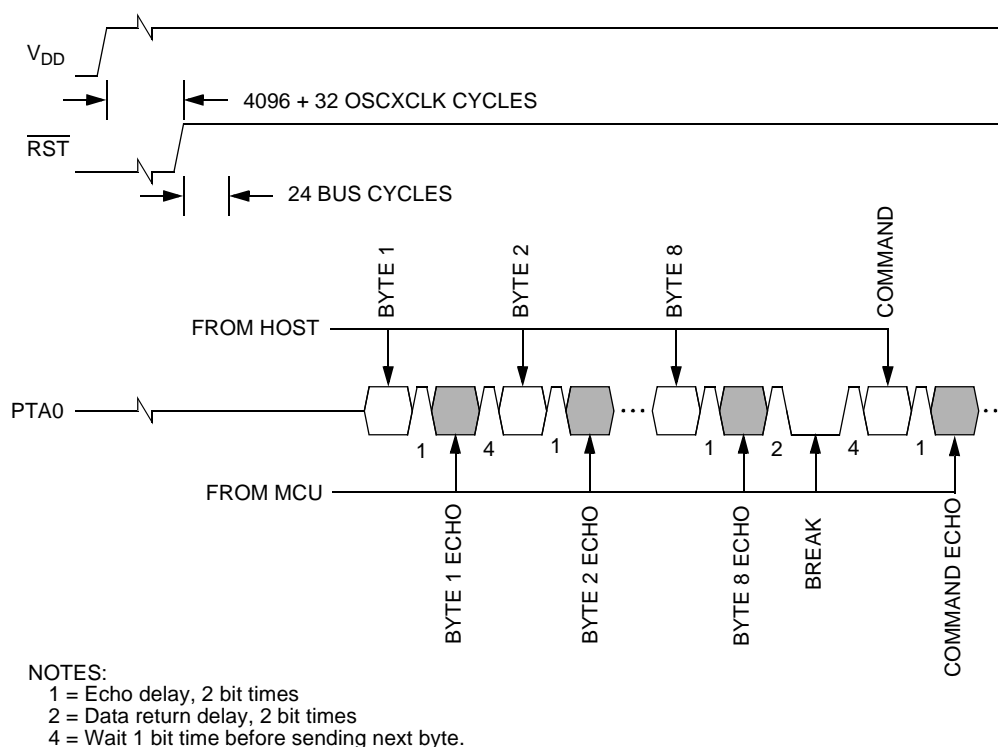 VDD
4096 + 32 OSCXCLK CYCLES
RST
24 BUS CYCLES
BYTE 1
BYTE 2
BYTE 8
COMMAND
FROM HOST
PTA0
...
...
1
4
1
1
2
4
1
FROM MCU
BYTE 1 ECHO
BYTE 2 ECHO
BYTE 8 ECHO
BREAK
COMMAND ECHO
NOTES:
1 = Echo delay, 2 bit times
2 = Data return delay, 2 bit times
4 = Wait 1 bit time before sending next byte.